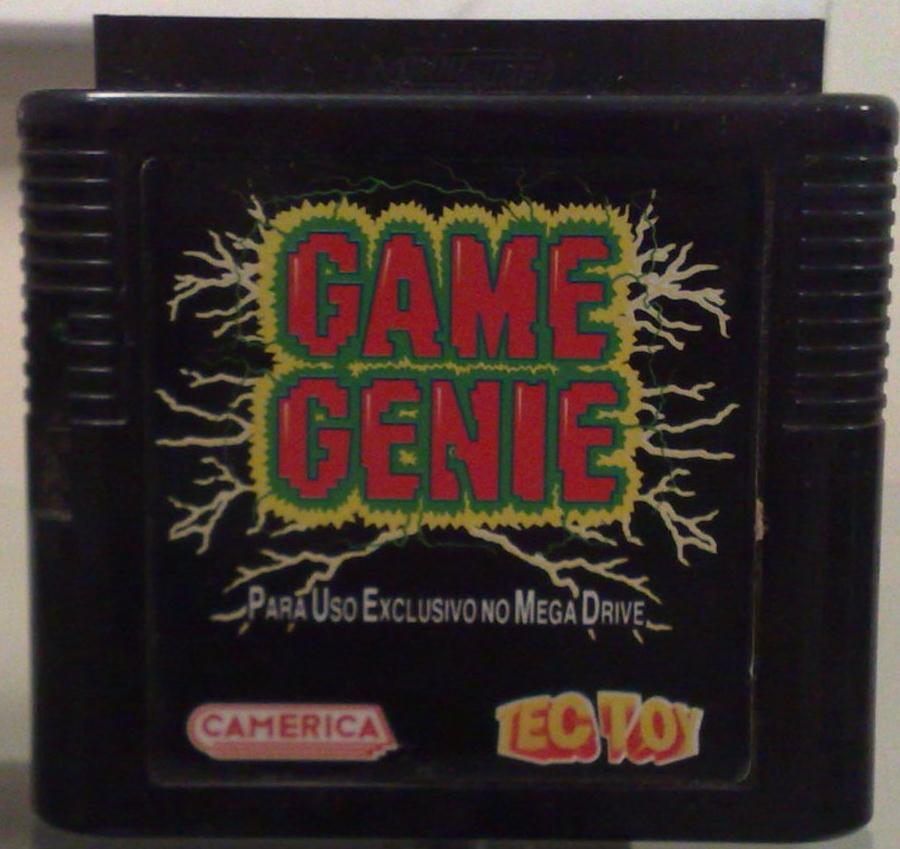 GAME
GENIE
PARA USO EXCLUSIVO NO MEGA DRIVE
CAMERICA
TEC TOY